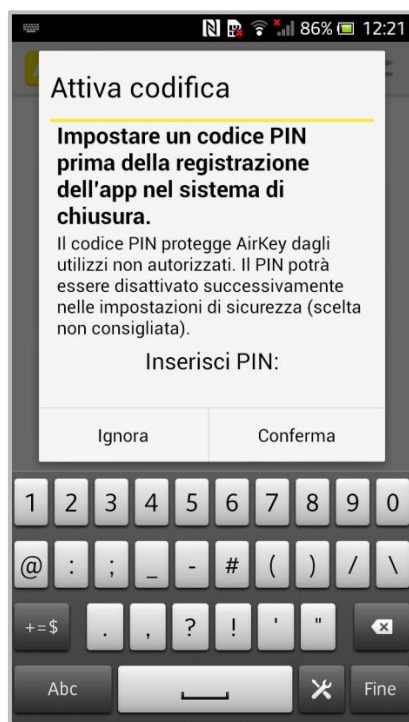 86% 12:21
Attiva codifica
Impostare un codice PIN
prima della registrazione
dell'app nel sistema di
chiusura.
Il codice PIN protegge AirKey dagli
utilizzi non autorizzati. Il PIN potrà
essere disattivato successivamente
nelle impostazioni di sicurezza (scelta
non consigliata).
Inserisci PIN:
Ignora Conferma
1 2 3 4 5 6 7 8 9 0
@ : ; _ - # ( ) / \
+=$ . , ? ! ' "
Abc Fine